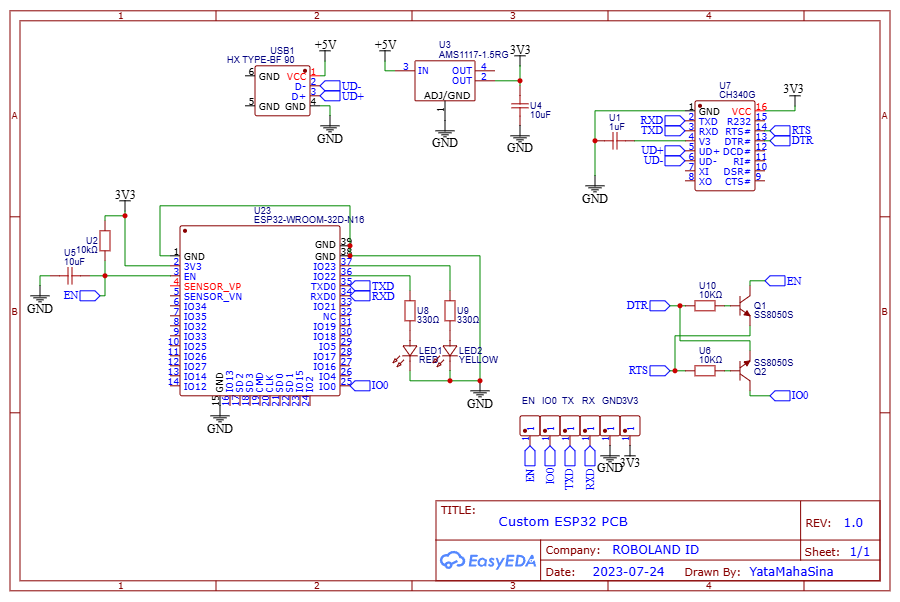 1 2 3 4
A A
B B
1 2 3 4
USB1
HX TYPE-BF 90
+5V
6 GND VCC 1
D- 2 UD-
D+ 3 UD+
5 GND GND 4
GND
+5V
U3
AMS1117-1.5RG
3V3
3 IN OUT 4
OUT 2
ADJ/GND
1
GND
U4
10uF
GND
U7
CH340G
3V3
U1
1uF
GND
1 GND VCC 16
RXD 2 TXD R232 15
TXD 3 RXD RTS# 14 RTS
4 V3 DTR# 13 DTR
UD+ 5 UD+ DCD# 12
UD- 6 UD- RI# 11
7 XI DSR# 10
8 XO CTS# 9
3V3
U2
10kΩ
U5
10uF
EN
GND
U23
ESP32-WROOM-32D-N16
1 GND
2 3V3
3 EN
4 SENSOR_VP
5 SENSOR_VN
6 IO34
7 IO35
8 IO32
9 IO33
10 IO25
11 IO26
12 IO27
13 IO14
14 IO12
GND 39
GND 38
IO23 37
IO22 36
TXD0 35 TXD
RXD0 34 RXD
IO21 33
NC 32
IO19 31
IO18 30
IO5 29
IO17 28
IO16 27
IO4 26
IO0 25 IO0
15 GND
16 IO13
17 SD2
18 SD3
19 CMD
20 CLK
21 SD0
22 SD1
23 IO15
24 IO2
GND
U8
330Ω
U9
330Ω
LED1
RED
LED2
YELLOW
GND
DTR
U10
10KΩ
EN
Q1
SS8050S
RTS
U6
10KΩ
SS8050S
Q2
IO0
EN IO0 TX RX GND 3V3
1 1 1 1 1 1
1 1 1 1 1 1
EN IO0 TXD RXD GND 3V3
TITLE:
Custom ESP32 PCB
REV: 1.0
EasyEDA
Company: ROBOLAND ID
Sheet: 1/1
Date: 2023-07-24 Drawn By: YataMahaSina